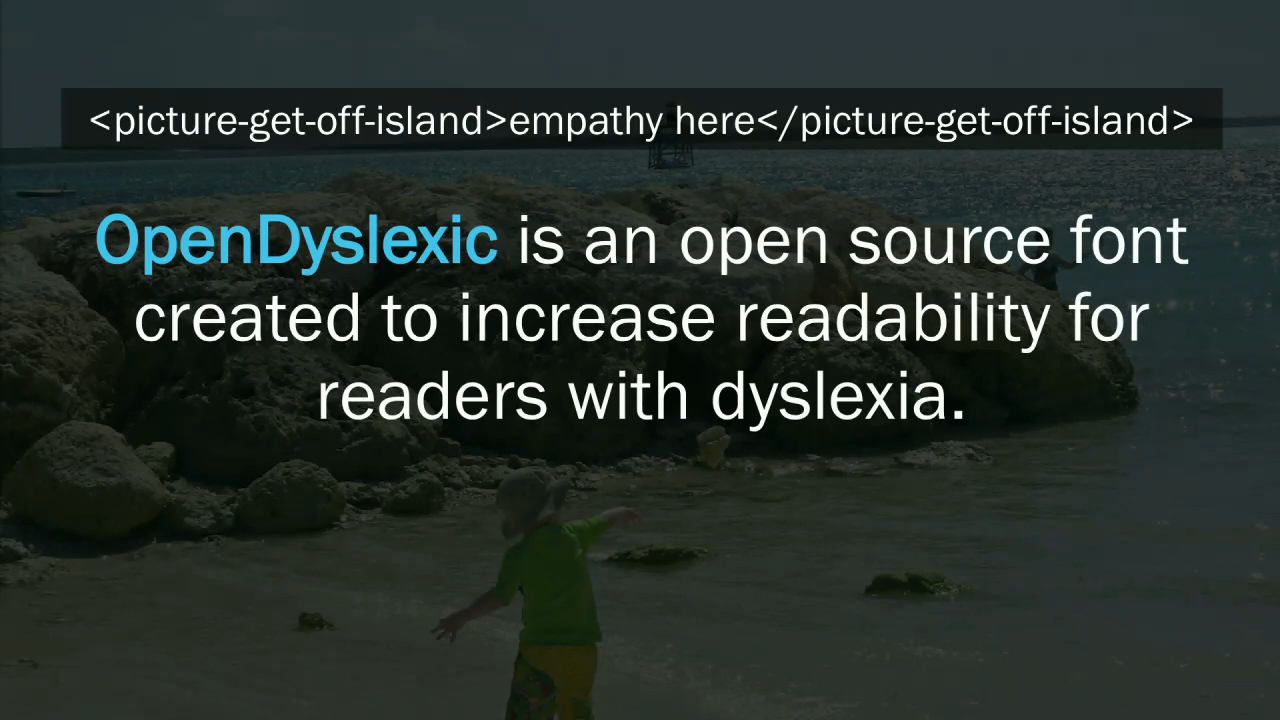 <picture-get-off-island>empathy here</picture-get-off-island>
OpenDyslexic is an open source font
created to increase readability for
readers with dyslexia.